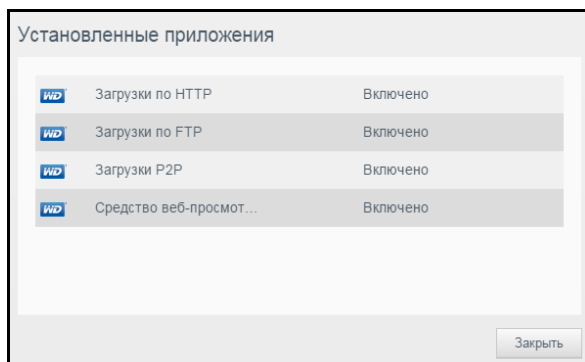 Установленные приложения
WD Загрузки по HTTP Включено
WD Загрузки по FTP Включено
WD Загрузки P2P Включено
WD Средство веб-просмот... Включено
Закрыть